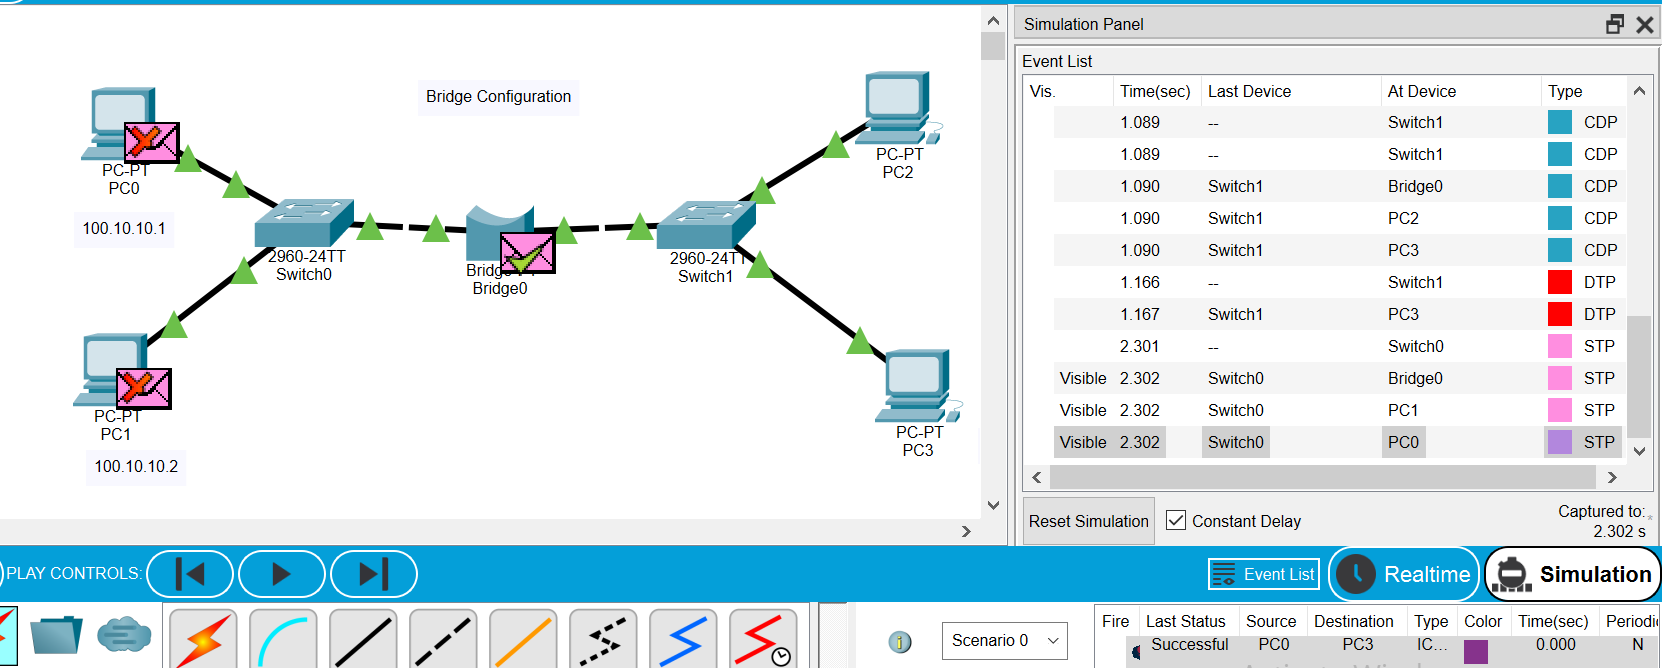 Bridge Configuration
PC-PT
PC0
100.10.10.1
2960-24TT
Switch0
Bridge0
2960-24TT
Switch1
PC-PT
PC2
PC-PT
PC1
100.10.10.2
PC-PT
PC3
Simulation Panel
Event List
Vis. Time(sec) Last Device At Device Type
1.089 -- Switch1 CDP
1.089 -- Switch1 CDP
1.090 Switch1 Bridge0 CDP
1.090 Switch1 PC2 CDP
1.090 Switch1 PC3 CDP
1.166 -- Switch1 DTP
1.167 Switch1 PC3 DTP
2.301 -- Switch0 STP
Visible 2.302 Switch0 Bridge0 STP
Visible 2.302 Switch0 PC1 STP
Visible 2.302 Switch0 PC0 STP
Reset Simulation Constant Delay
Captured to:
2.302 s
PLAY CONTROLS:
Event List Realtime Simulation
Scenario 0
Fire Last Status Source Destination Type Color Time(sec) Periodi
Successful PC0 PC3 IC... 0.000 N